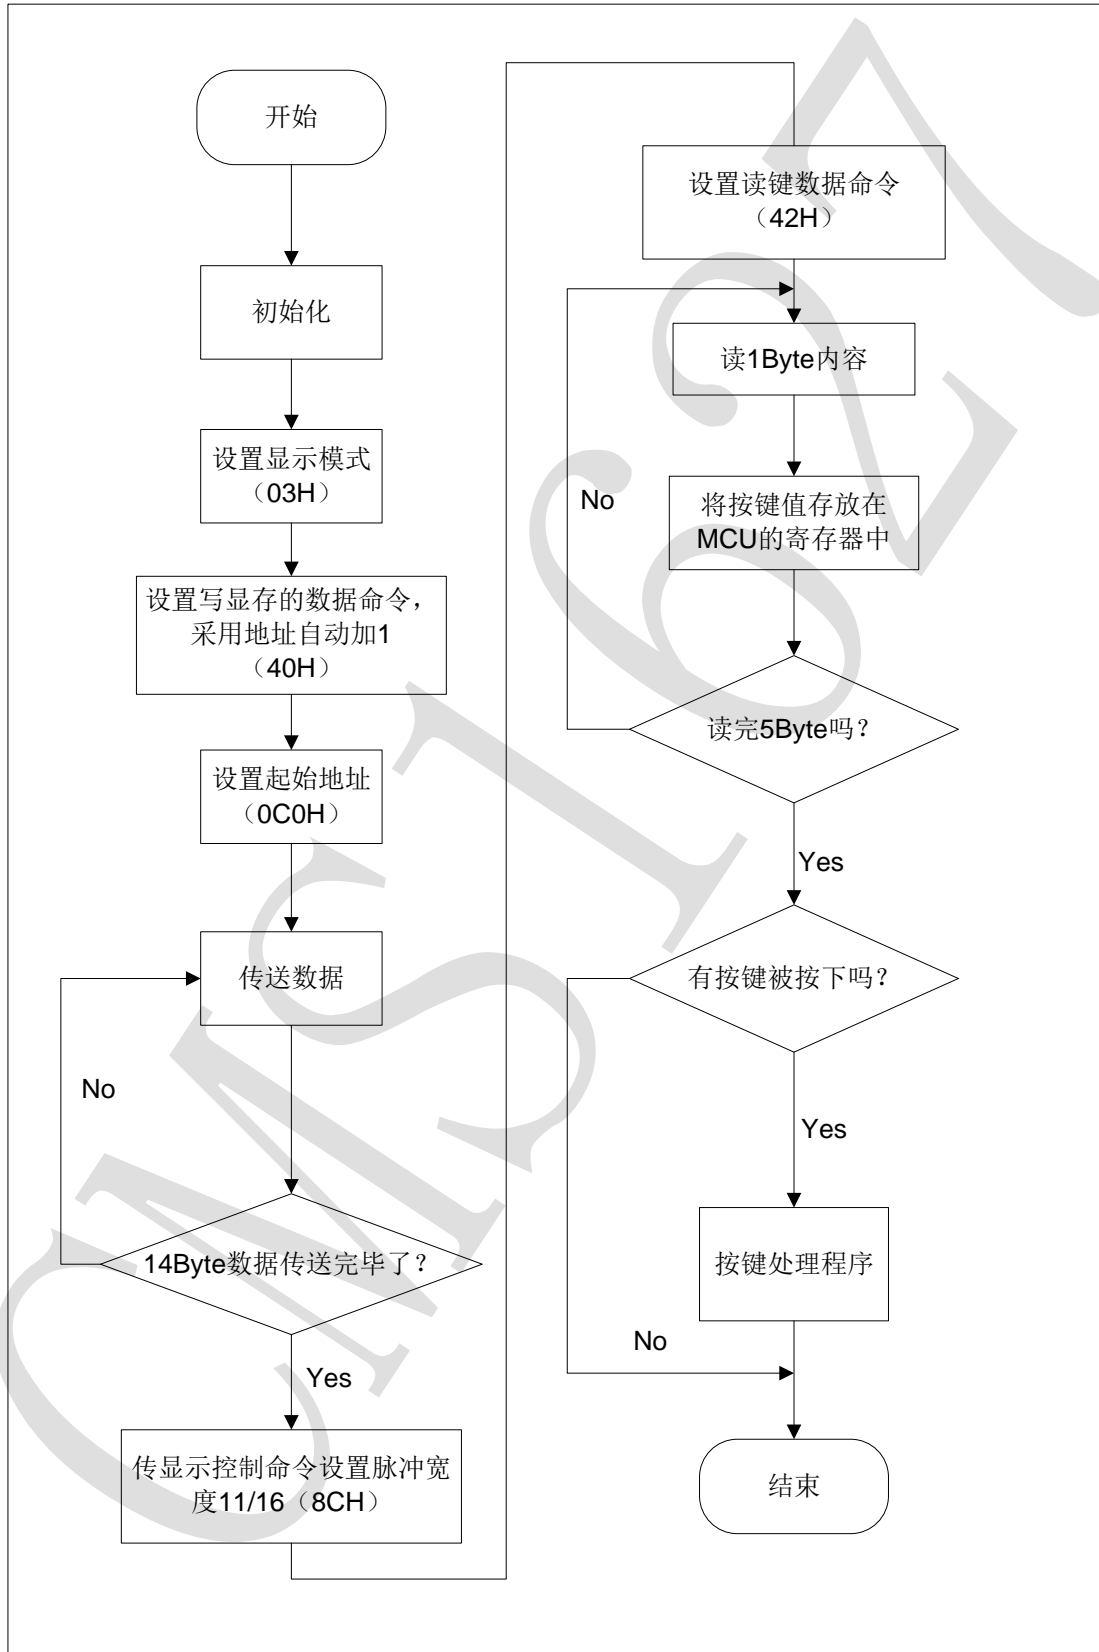 开始
初始化
设置显示模式
（03H）
设置写显存的数据命令，
采用地址自动加1
（40H）
设置起始地址
（0C0H）
传送数据
No
14Byte数据传送完毕了？
Yes
传显示控制命令设置脉冲宽
度11/16（8CH）
设置读键数据命令
（42H）
读1Byte内容
No
将按键值存放在
MCU的寄存器中
读完5Byte吗？
Yes
有按键被按下吗？
Yes
按键处理程序
No
结束
CMS1627